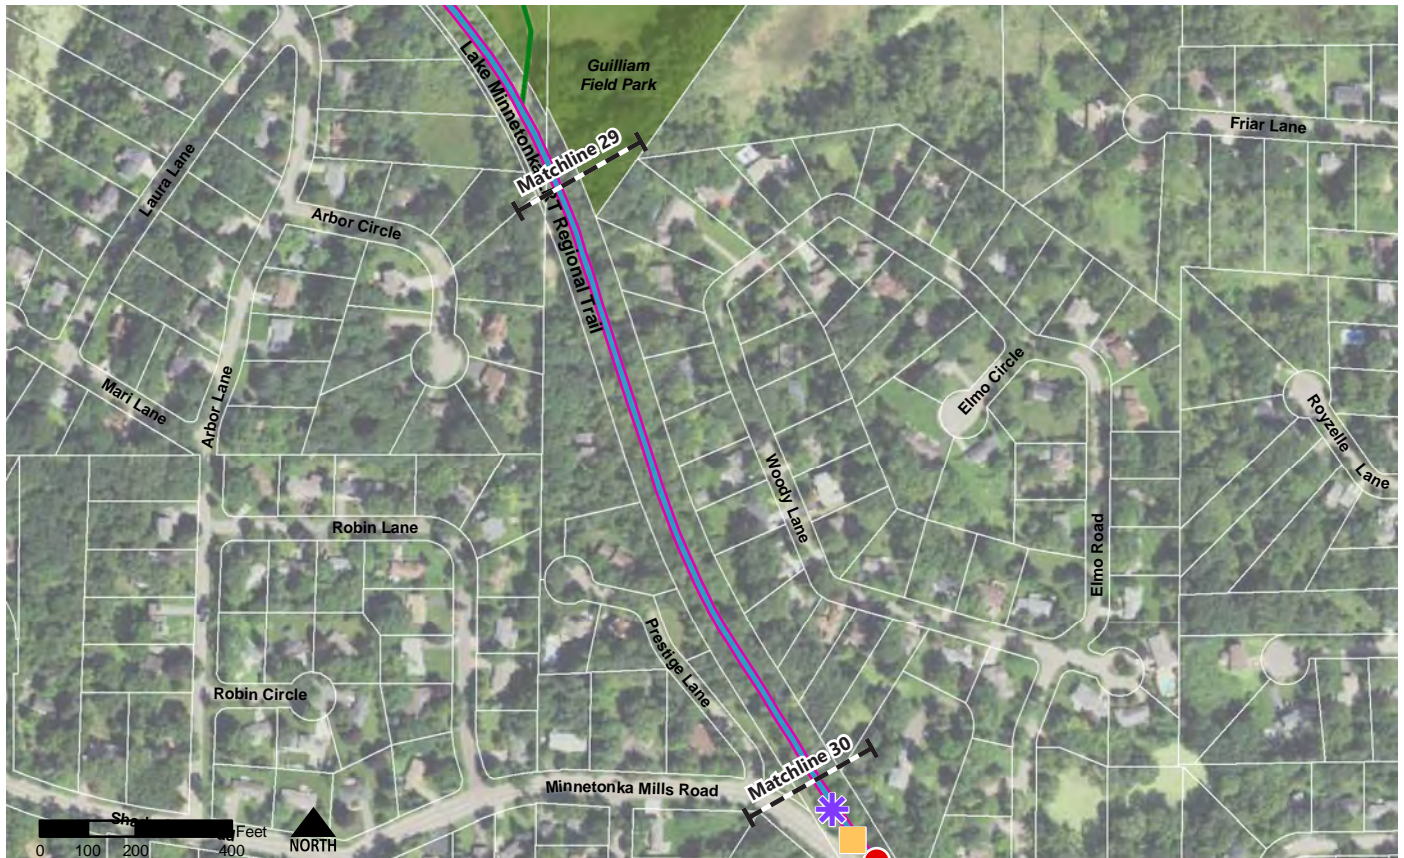 Guilliam
Field Park
Lake Minnetonka LRT Regional Trail
Matchline 29
Friar Lane
Laura Lane
Arbor Circle
Mari Lane
Arbor Lane
Elmo Circle
Royzelle Lane
Woody Lane
Robin Lane
Elmo Road
Prestige Lane
Robin Circle
Matchline 30
Minnetonka Mills Road
Feet
0 100 200 400
NORTH